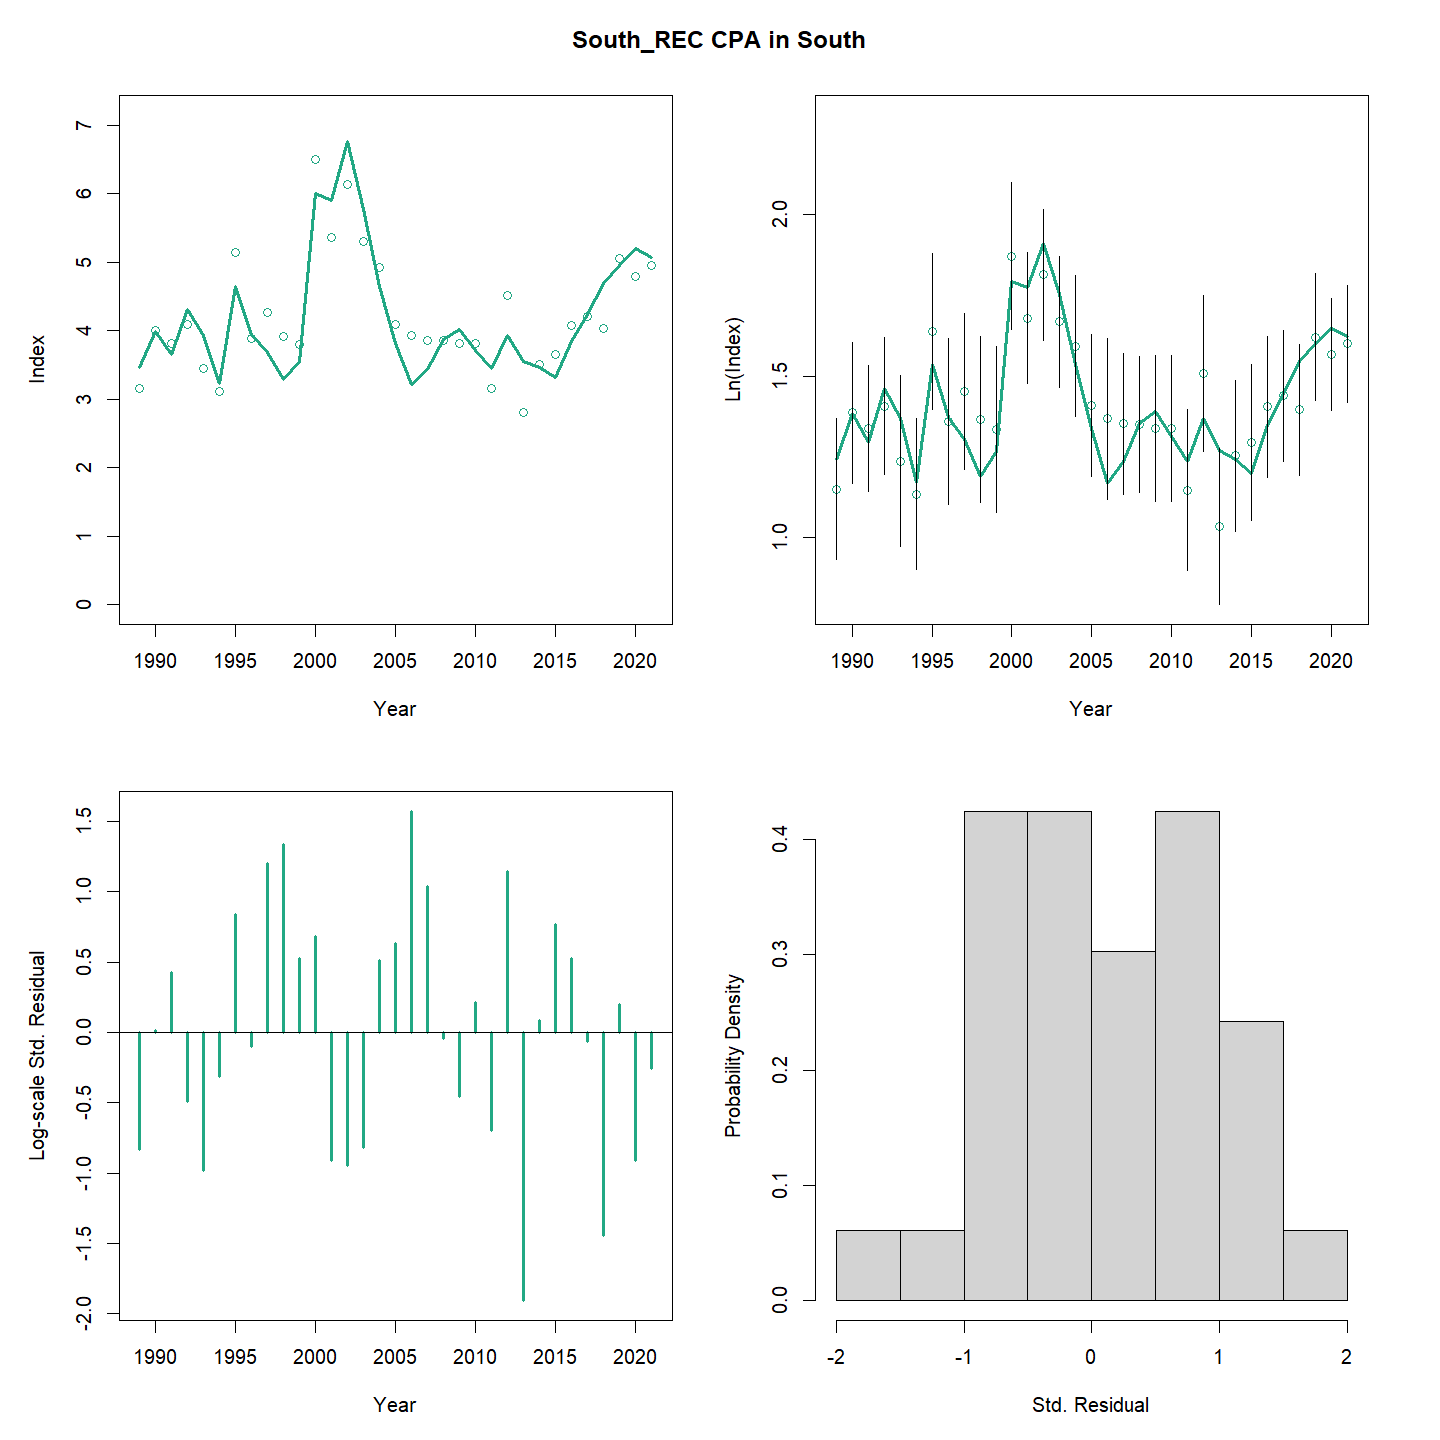 South_REC CPA in South
Index
7
6
5
4
3
2
1
0
1990 1995 2000 2005 2010 2015 2020
Year
Ln(Index)
2.0
1.5
1.0
1990 1995 2000 2005 2010 2015 2020
Year
Log-scale Std. Residual
1.5
1.0
0.5
0.0
-0.5
-1.0
-1.5
-2.0
1990 1995 2000 2005 2010 2015 2020
Year
Probability Density
0.4
0.3
0.2
0.1
0.0
-2 -1 0 1 2
Std. Residual